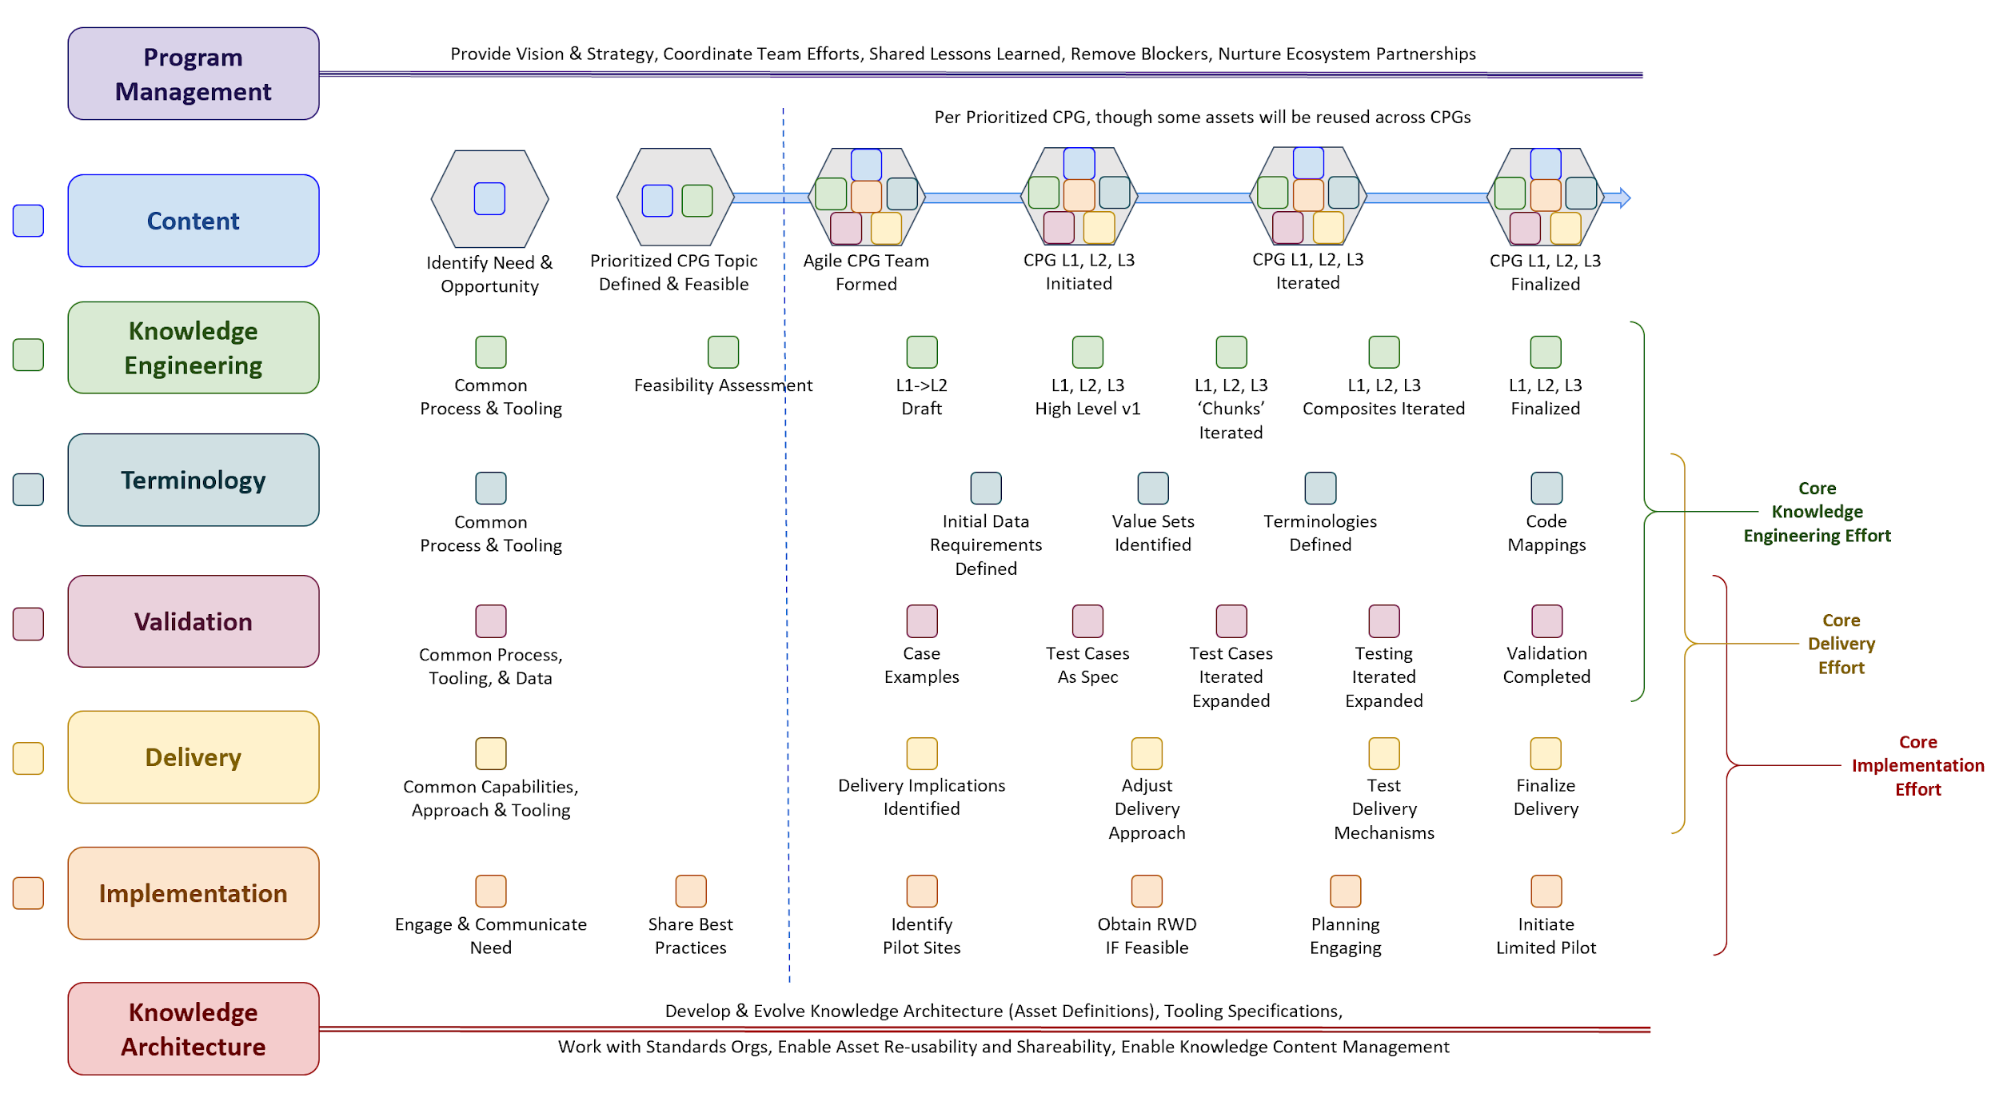 Program
Management
Provide Vision & Strategy, Coordinate Team Efforts, Shared Lessons Learned, Remove Blockers, Nurture Ecosystem Partnerships
Per Prioritized CPG, though some assets will be reused across CPGs
Content
Identify Need &
Opportunity
Prioritized CPG Topic
Defined & Feasible
Agile CPG Team
Formed
CPG L1, L2, L3
Initiated
CPG L1, L2, L3
Iterated
CPG L1, L2, L3
Finalized
Knowledge
Engineering
Common
Process & Tooling
Feasibility Assessment
L1->L2
Draft
L1, L2, L3
High Level v1
L1, L2, L3
‘Chunks’
Iterated
L1, L2, L3
Composites Iterated
L1, L2, L3
Finalized
Terminology
Common
Process & Tooling
Initial Data
Requirements
Defined
Value Sets
Identified
Terminologies
Defined
Code
Mappings
Core
Knowledge
Engineering Effort
Validation
Common Process,
Tooling, & Data
Case
Examples
Test Cases
As Spec
Test Cases
Iterated
Expanded
Testing
Iterated
Expanded
Validation
Completed
Core
Delivery
Effort
Delivery
Common Capabilities,
Approach & Tooling
Delivery Implications
Identified
Adjust
Delivery
Approach
Test
Delivery
Mechanisms
Finalize
Delivery
Core
Implementation
Effort
Implementation
Engage & Communicate
Need
Share Best
Practices
Identify
Pilot Sites
Obtain RWD
IF Feasible
Planning
Engaging
Initiate
Limited Pilot
Knowledge
Architecture
Develop & Evolve Knowledge Architecture (Asset Definitions), Tooling Specifications,
Work with Standards Orgs, Enable Asset Re-usability and Shareability, Enable Knowledge Content Management